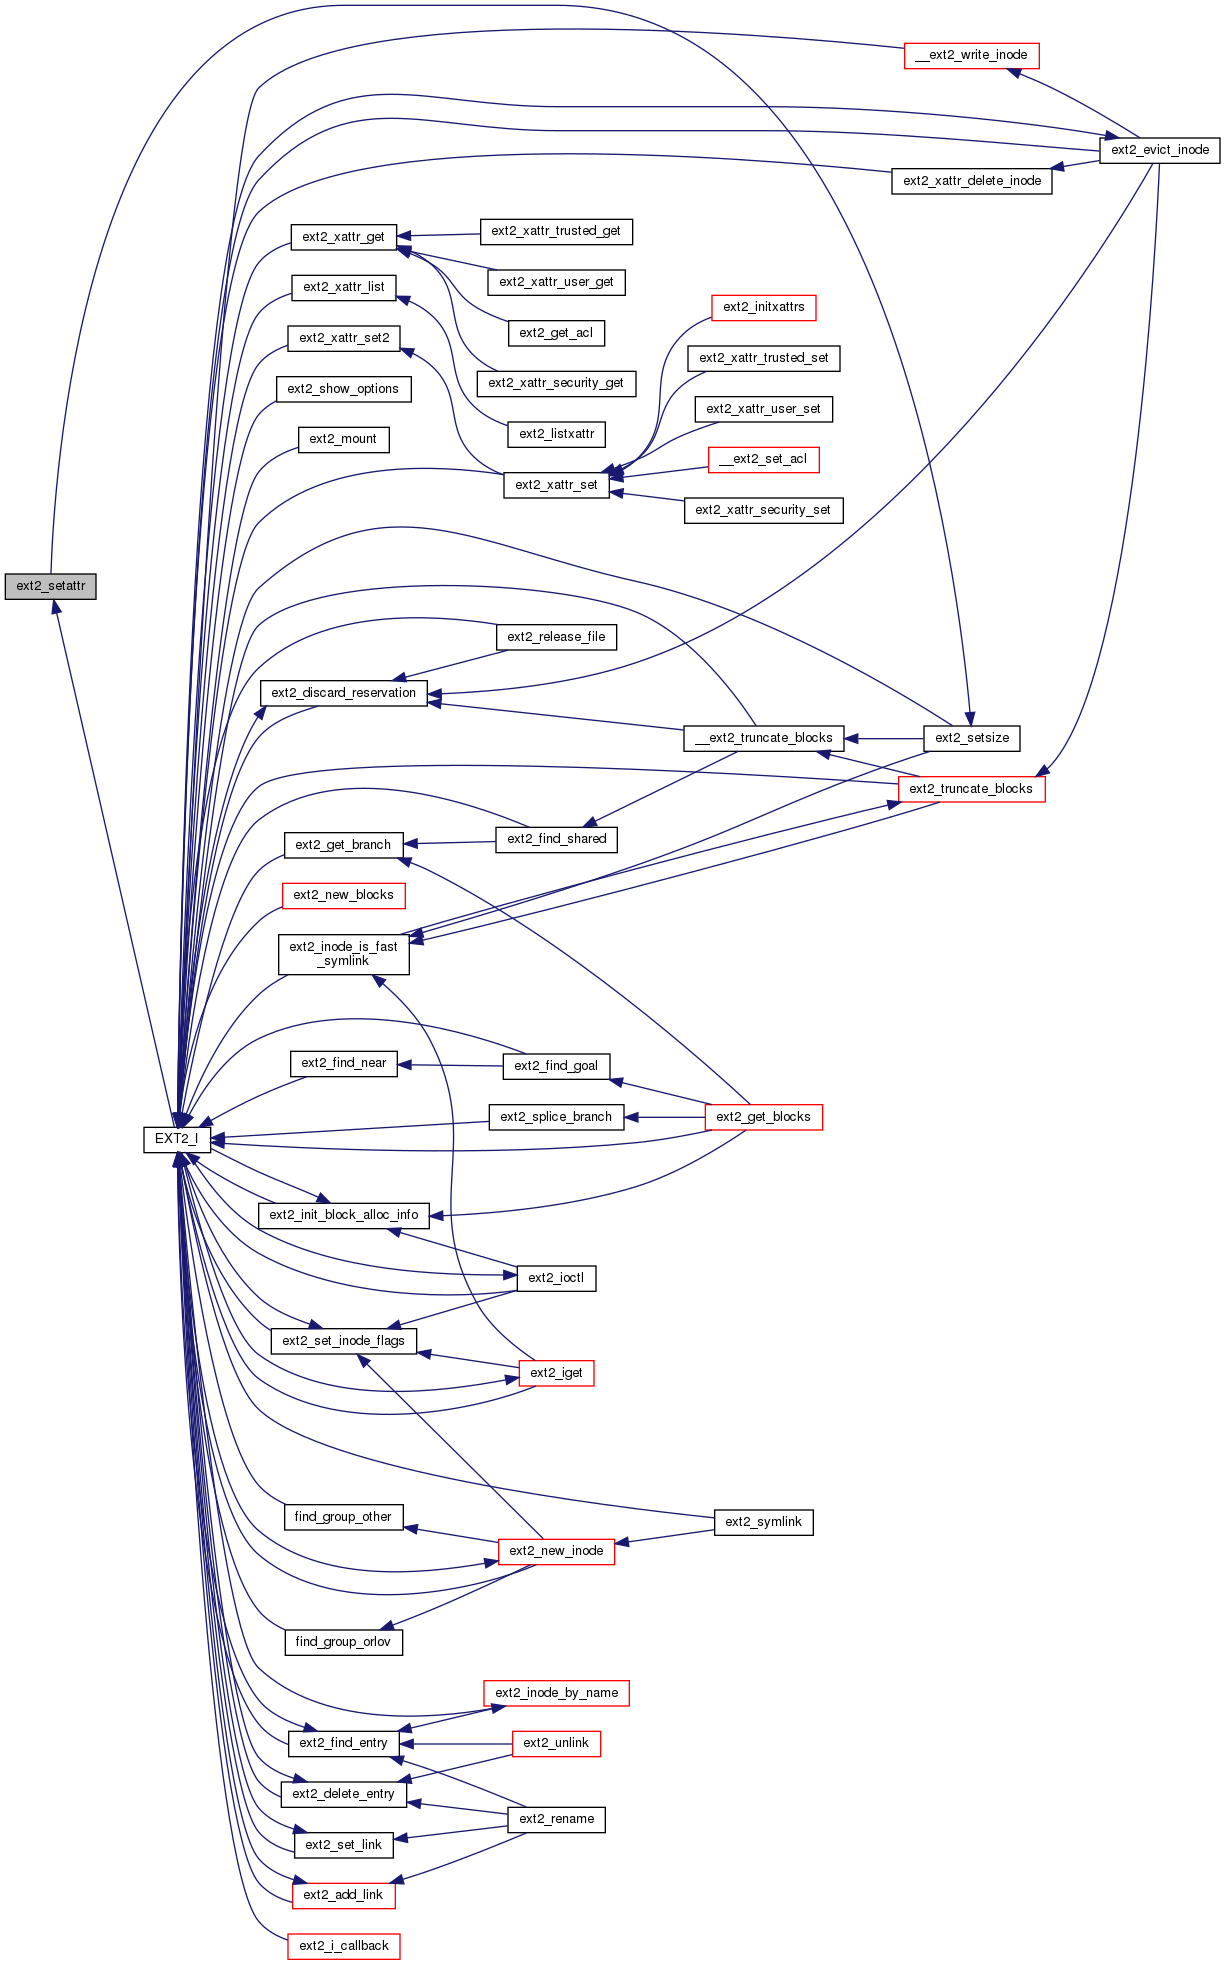 __ext2_write_inode
ext2_evict_inode
ext2_xattr_delete_inode
ext2_xattr_get
ext2_xattr_trusted_get
ext2_xattr_user_get
ext2_xattr_list
ext2_initxattrs
ext2_get_acl
ext2_xattr_set2
ext2_xattr_trusted_set
ext2_xattr_security_get
ext2_show_options
ext2_xattr_user_set
ext2_listxattr
ext2_mount
__ext2_set_acl
ext2_xattr_set
ext2_xattr_security_set
ext2_setattr
ext2_release_file
ext2_discard_reservation
__ext2_truncate_blocks
ext2_setsize
ext2_truncate_blocks
ext2_find_shared
ext2_get_branch
ext2_new_blocks
ext2_inode_is_fast
_symlink
ext2_find_near
ext2_find_goal
ext2_splice_branch
ext2_get_blocks
EXT2_I
ext2_init_block_alloc_info
ext2_ioctl
ext2_set_inode_flags
ext2_iget
find_group_other
ext2_symlink
ext2_new_inode
find_group_orlov
ext2_inode_by_name
ext2_find_entry
ext2_unlink
ext2_delete_entry
ext2_rename
ext2_set_link
ext2_add_link
ext2_i_callback